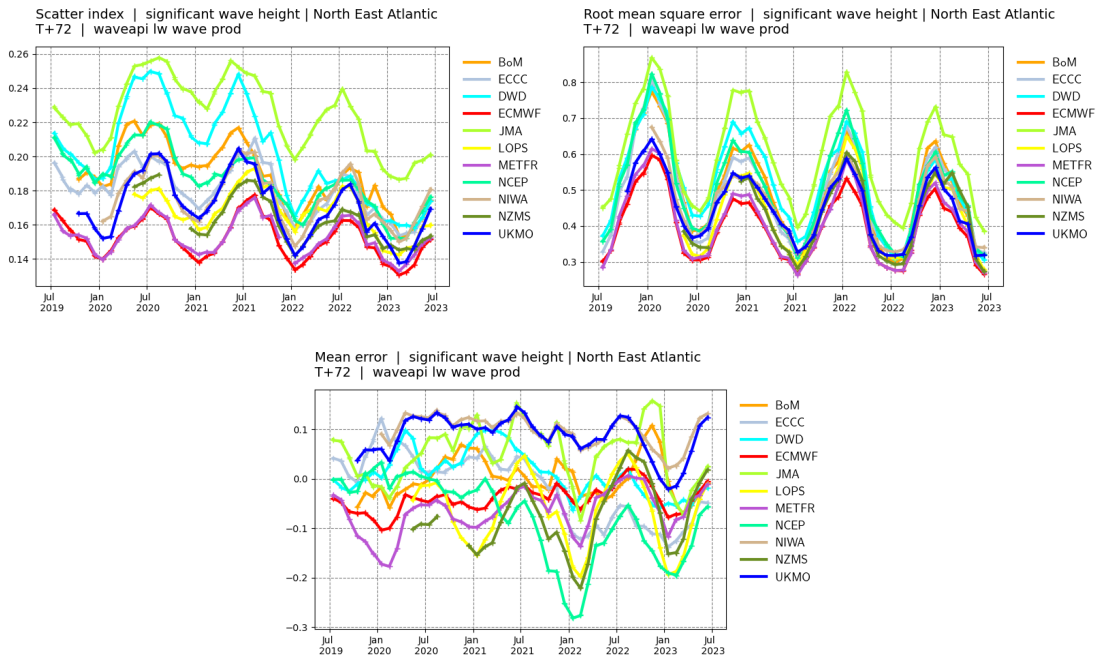 Scatter index | significant wave height | North East Atlantic
T+72 | waveapi lw wave prod
0.26
0.24
0.22
0.20
0.18
0.16
0.14
Jul 2019
Jan 2020
Jul 2020
Jan 2021
Jul 2021
Jan 2022
Jul 2022
Jan 2023
Jul 2023
BoM
ECCC
DWD
ECMWF
JMA
LOPS
METFR
NCEP
NIWA
NZMS
UKMO
Root mean square error | significant wave height | North East Atlantic
T+72 | waveapi lw wave prod
0.8
0.7
0.6
0.5
0.4
0.3
Jul 2019
Jan 2020
Jul 2020
Jan 2021
Jul 2021
Jan 2022
Jul 2022
Jan 2023
Jul 2023
BoM
ECCC
DWD
ECMWF
JMA
LOPS
METFR
NCEP
NIWA
NZMS
UKMO
Mean error | significant wave height | North East Atlantic
T+72 | waveapi lw wave prod
0.1
0.0
−0.1
−0.2
−0.3
Jul 2019
Jan 2020
Jul 2020
Jan 2021
Jul 2021
Jan 2022
Jul 2022
Jan 2023
Jul 2023
BoM
ECCC
DWD
ECMWF
JMA
LOPS
METFR
NCEP
NIWA
NZMS
UKMO